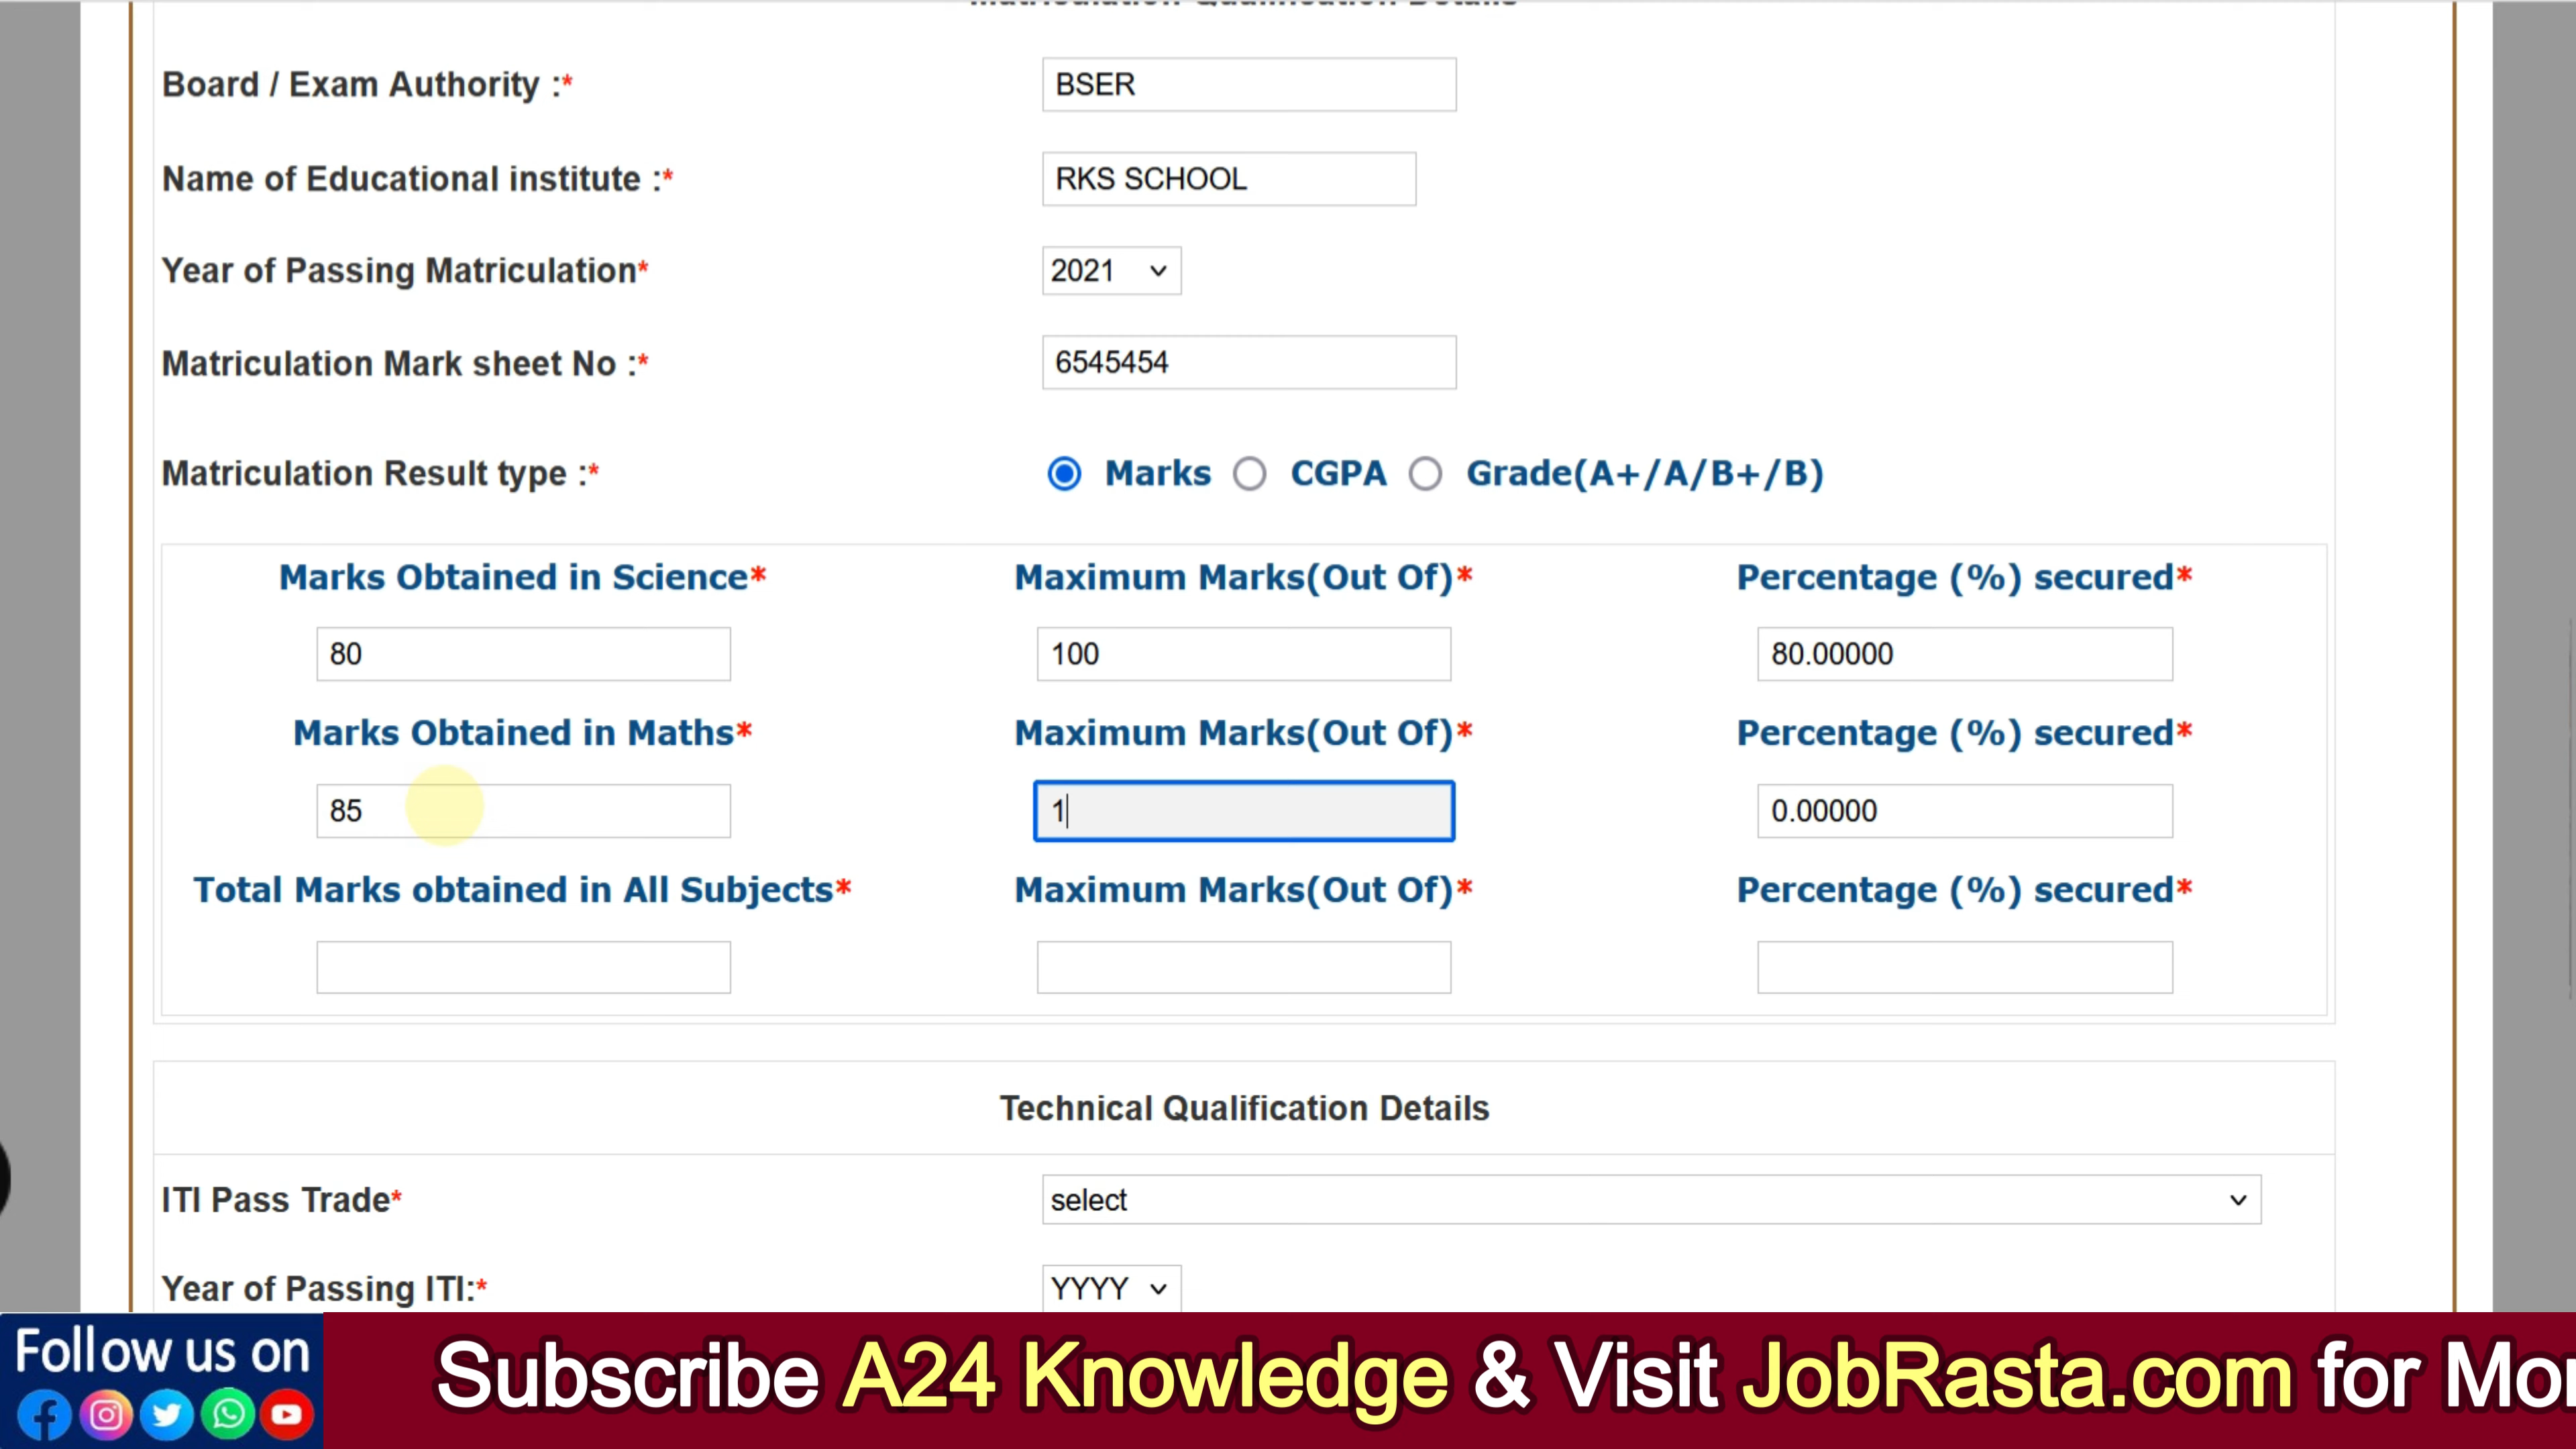 Matriculation Qualification Details
Board / Exam Authority :*
BSER
Name of Educational institute :*
RKS SCHOOL
Year of Passing Matriculation*
2021
Matriculation Mark sheet No :*
6545454
Matriculation Result type :*
Marks CGPA Grade(A+/A/B+/B)
Marks Obtained in Science* Maximum Marks(Out Of)* Percentage (%) secured*
80 100 80.00000
Marks Obtained in Maths* Maximum Marks(Out Of)* Percentage (%) secured*
85 1 0.00000
Total Marks obtained in All Subjects* Maximum Marks(Out Of)* Percentage (%) secured*
Technical Qualification Details
ITI Pass Trade*
select
Year of Passing ITI:*
YYYY
Follow us on
Subscribe A24 Knowledge & Visit JobRasta.com for